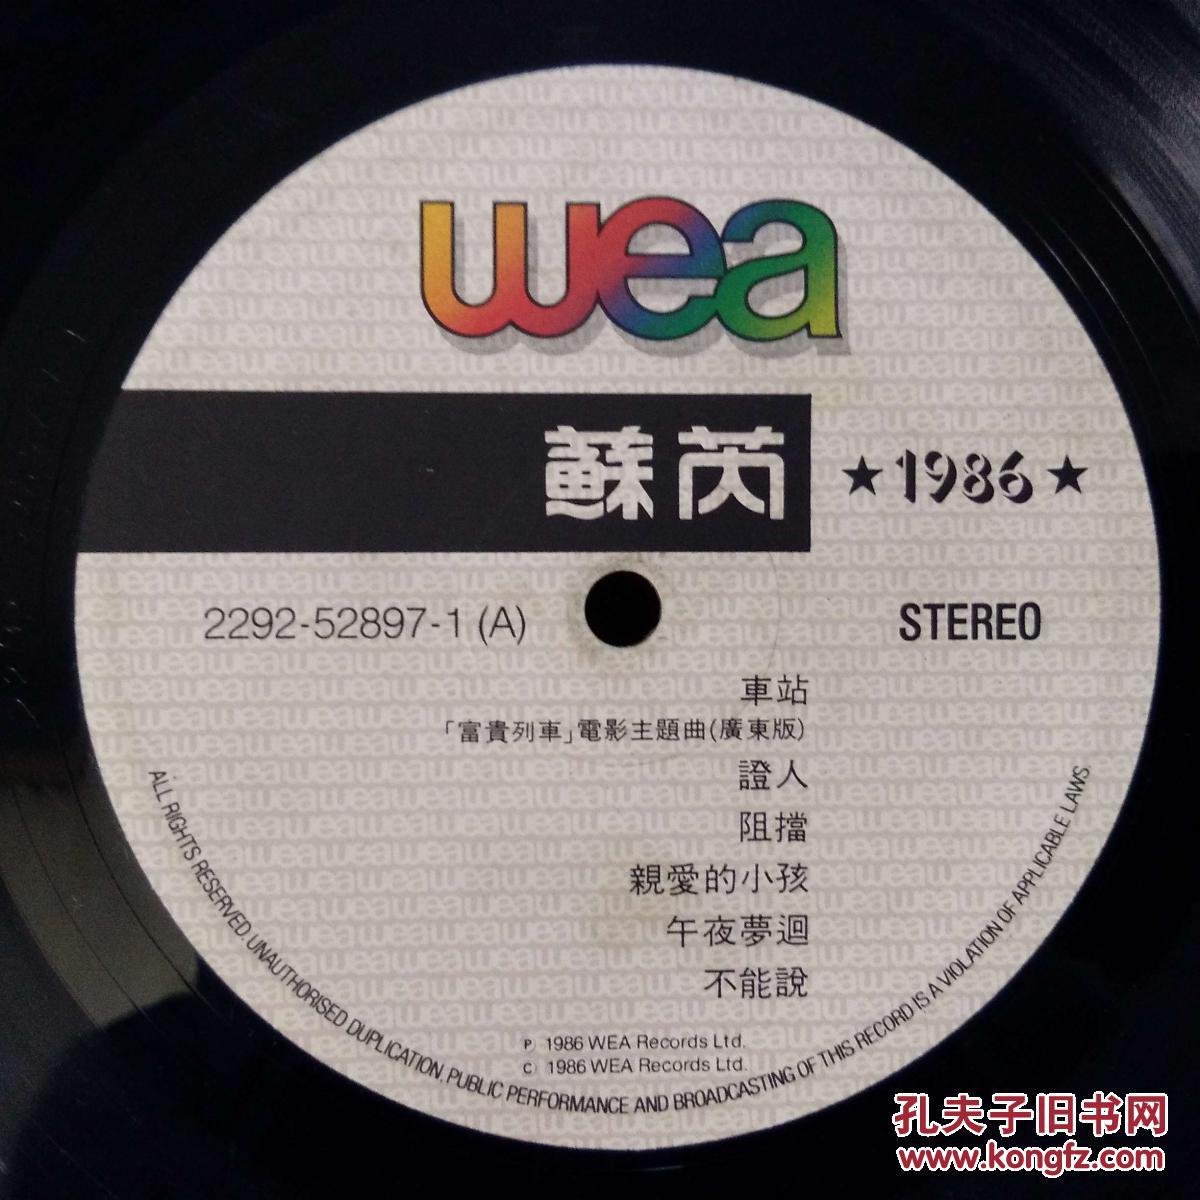 wea
蘇芮
★1986★
2292-52897-1 (A)
STEREO
車站
「富貴列車」電影主題曲(廣東版)
證人
阻擋
親愛的小孩
午夜夢迴
不能說
Ⓟ 1986 WEA Records Ltd.
© 1986 WEA Records Ltd.
ALL RIGHTS RESERVED. UNAUTHORISED DUPLICATION, PUBLIC PERFORMANCE AND BROADCASTING OF THIS RECORD IS A VIOLATION OF APPLICABLE LAWS.
孔夫子旧书网
www.kongfz.com